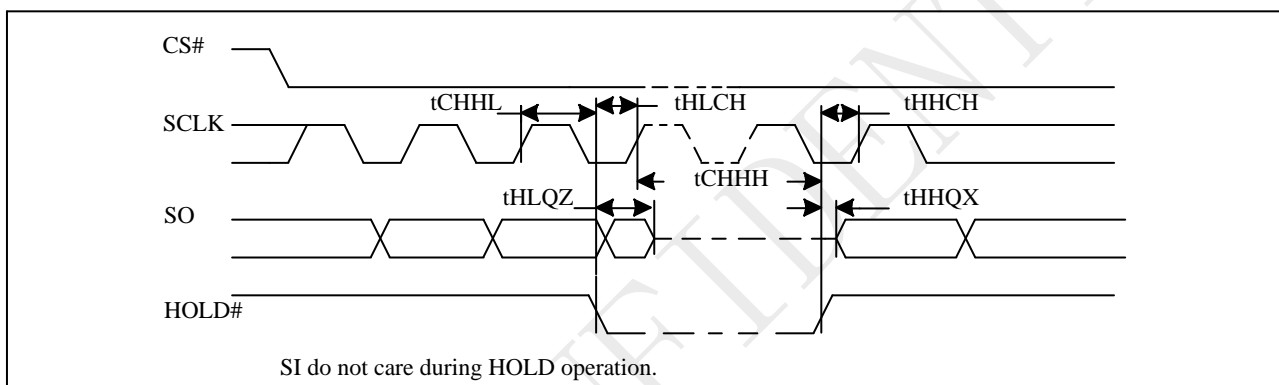 CS#
tCHHL
tHLCH
tHHCH
SCLK
tCHHH
tHLQZ
tHHQX
SO
HOLD#
SI do not care during HOLD operation.